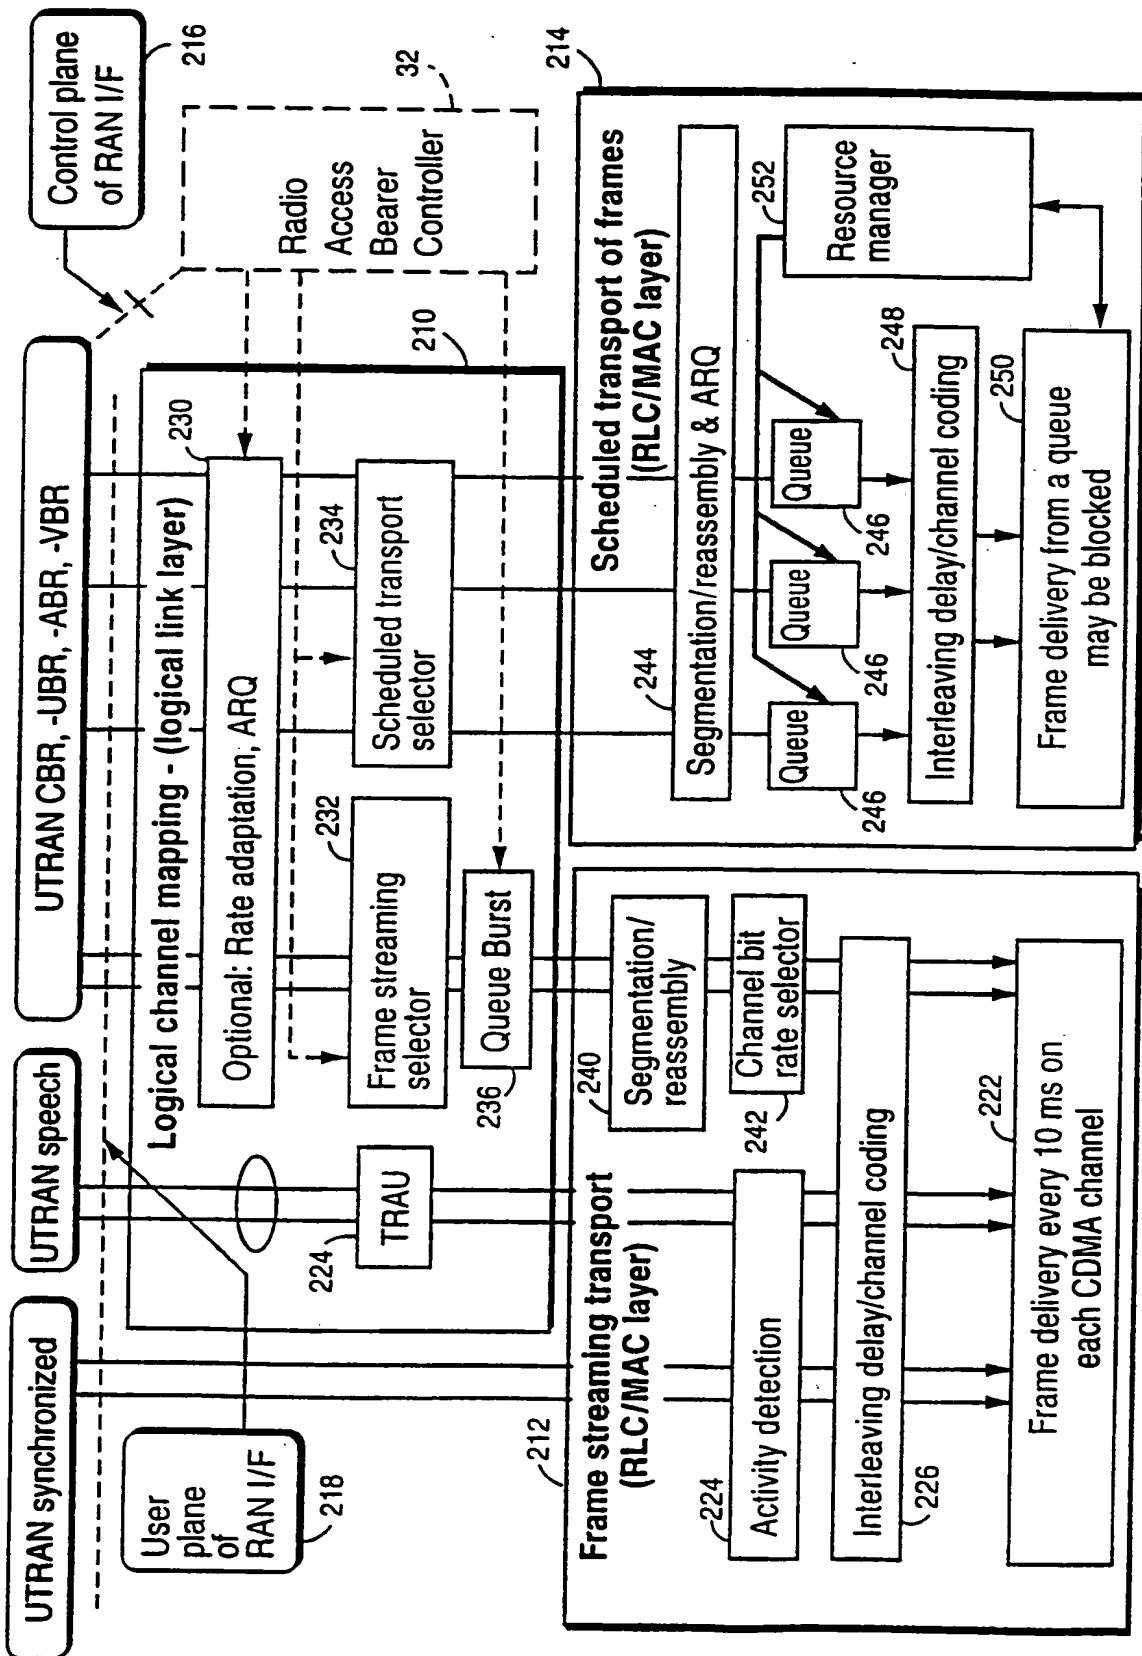 UTRAN synchronized
UTRAN speech
UTRAN CBR, -UBR, -ABR, -VBR
Control plane
of RAN I/F
216
User
plane
of
RAN I/F
218
Logical channel mapping - (logical link layer)
210
230
Optional: Rate adaptation, ARQ
Radio
Access
Bearer
Controller
32
224
TRAU
232
Frame streaming
selector
234
Scheduled transport
selector
236
Queue Burst
212
Frame streaming transport
(RLC/MAC layer)
240
Segmentation/
reassembly
224
Activity detection
242
Channel bit
rate selector
226
Interleaving delay/channel coding
222
Frame delivery every 10 ms on
each CDMA channel
214
Scheduled transport of frames
(RLC/MAC layer)
244
Segmentation/reassembly & ARQ
Queue
246
Queue
246
Queue
246
252
Resource
manager
248
Interleaving delay/channel coding
250
Frame delivery from a queue
may be blocked